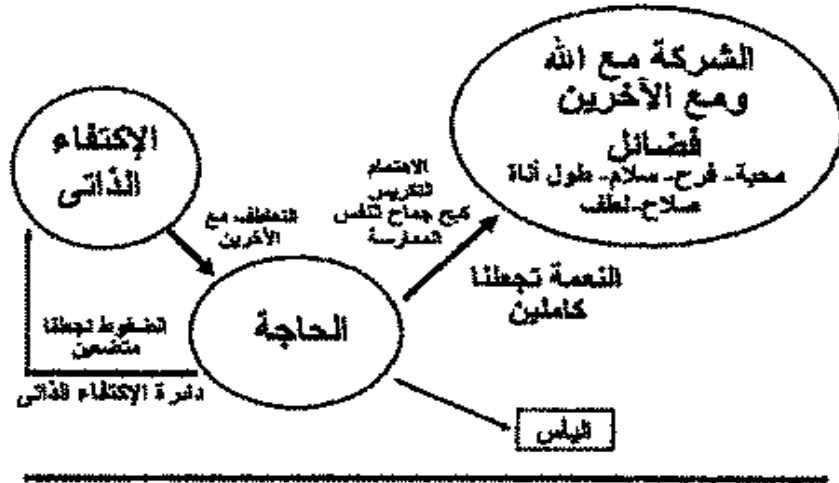 الشركة مع الله
ومع الآخرين
فضائل
محبة- فرح- سلام- طول أناة
صلاح-لطف
الإكتفاء
الذاتى
الاهتمام
التكريس
كبح جماح النفس
الممارسة
التعاطف مع
الأخرين
النعمة تجعلنا
كاملين
الحاجة
الضغوط تجعلنا
متضعين
دائرة الإكتفاء الذاتى
اليأس